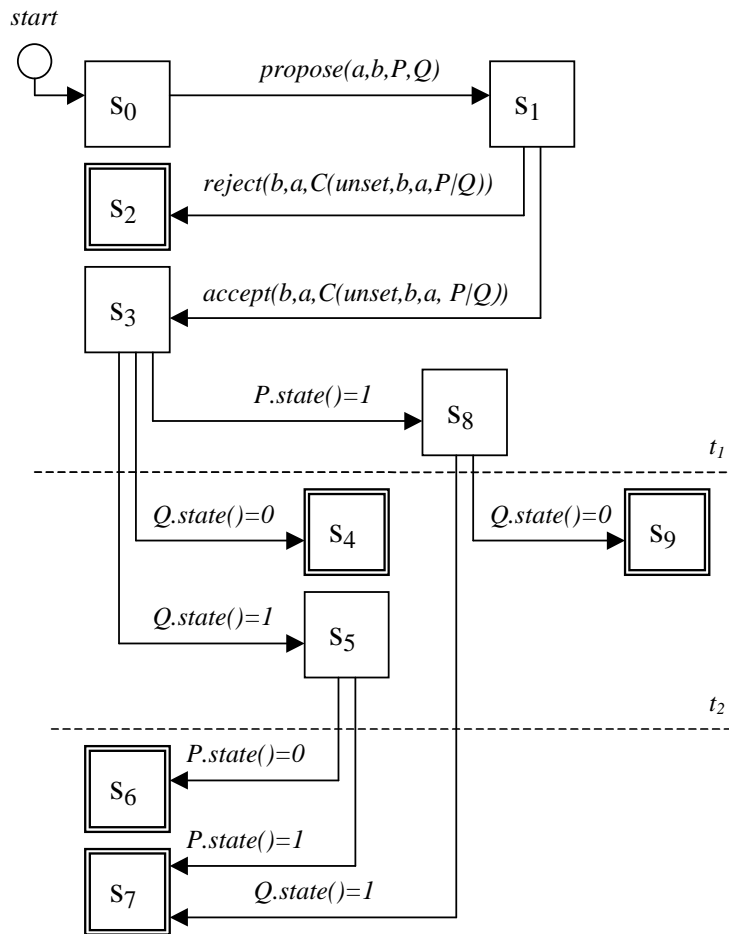 start
propose(a,b,P,Q)
s0
s1
reject(b,a,C(unset,b,a,P|Q))
s2
accept(b,a,C(unset,b,a, P|Q))
s3
P.state()=1
s8
t1
Q.state()=0
s4
Q.state()=0
s9
Q.state()=1
s5
t2
P.state()=0
s6
P.state()=1
s7
Q.state()=1